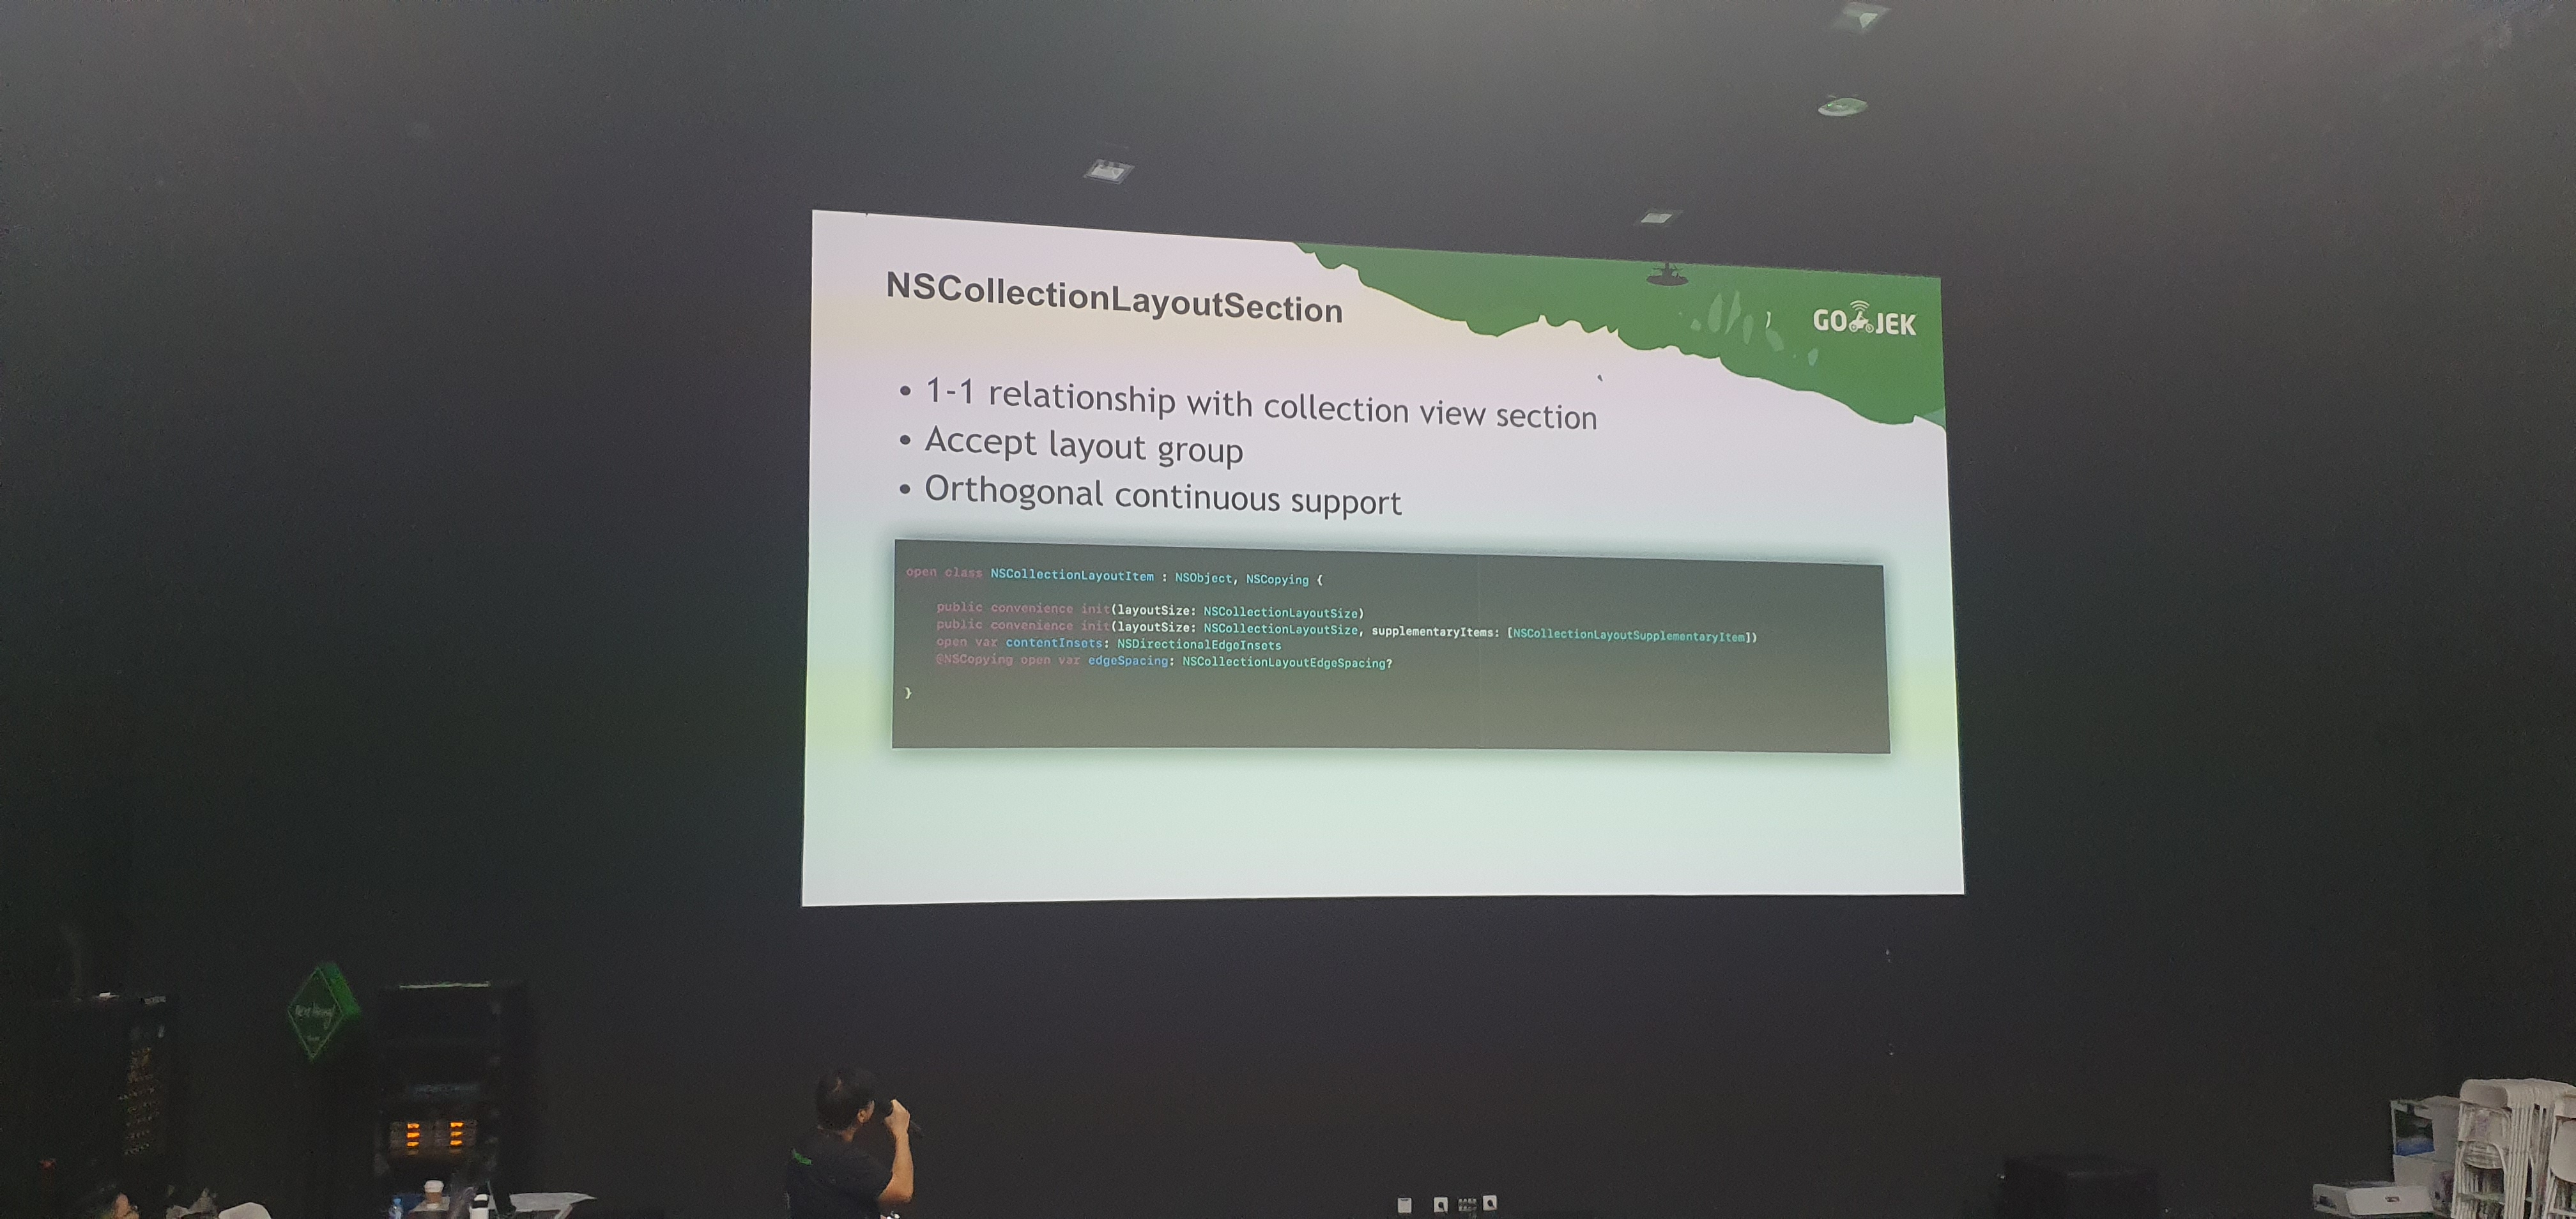 NSCollectionLayoutSection
GO JEK
• 1-1 relationship with collection view section
• Accept layout group
• Orthogonal continuous support
open class NSCollectionLayoutItem : NSObject, NSCopying {
public convenience init(layoutSize: NSCollectionLayoutSize)
public convenience init(layoutSize: NSCollectionLayoutSize, supplementaryItems: [NSCollectionLayoutSupplementaryItem])
open var contentInsets: NSDirectionalEdgeInsets
@NSCopying open var edgeSpacing: NSCollectionLayoutEdgeSpacing?
}